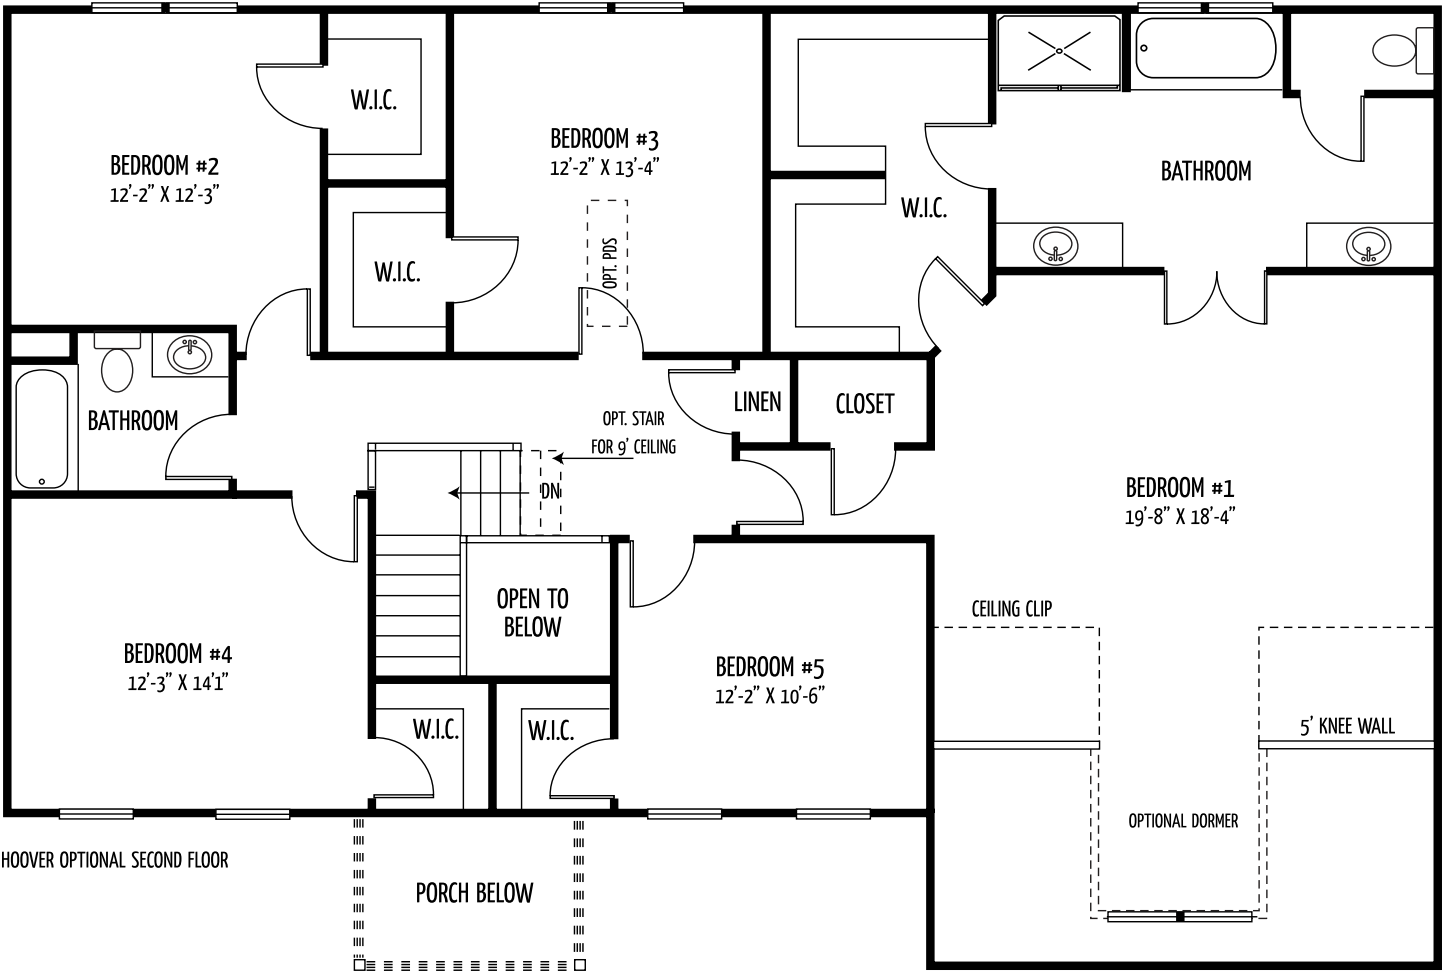 W.I.C.
BEDROOM #3
12'-2" X 13'-4"
BEDROOM #2
12'-2" X 12'-3"
BATHROOM
W.I.C.
W.I.C.
OPT. PDS
BATHROOM
LINEN
CLOSET
OPT. STAIR
FOR 9' CEILING
DN
BEDROOM #1
19'-8" X 18'-4"
OPEN TO
BELOW
CEILING CLIP
BEDROOM #4
12'-3" X 14'1"
BEDROOM #5
12'-2" X 10'-6"
W.I.C.
W.I.C.
5' KNEE WALL
OPTIONAL DORMER
HOOVER OPTIONAL SECOND FLOOR
PORCH BELOW